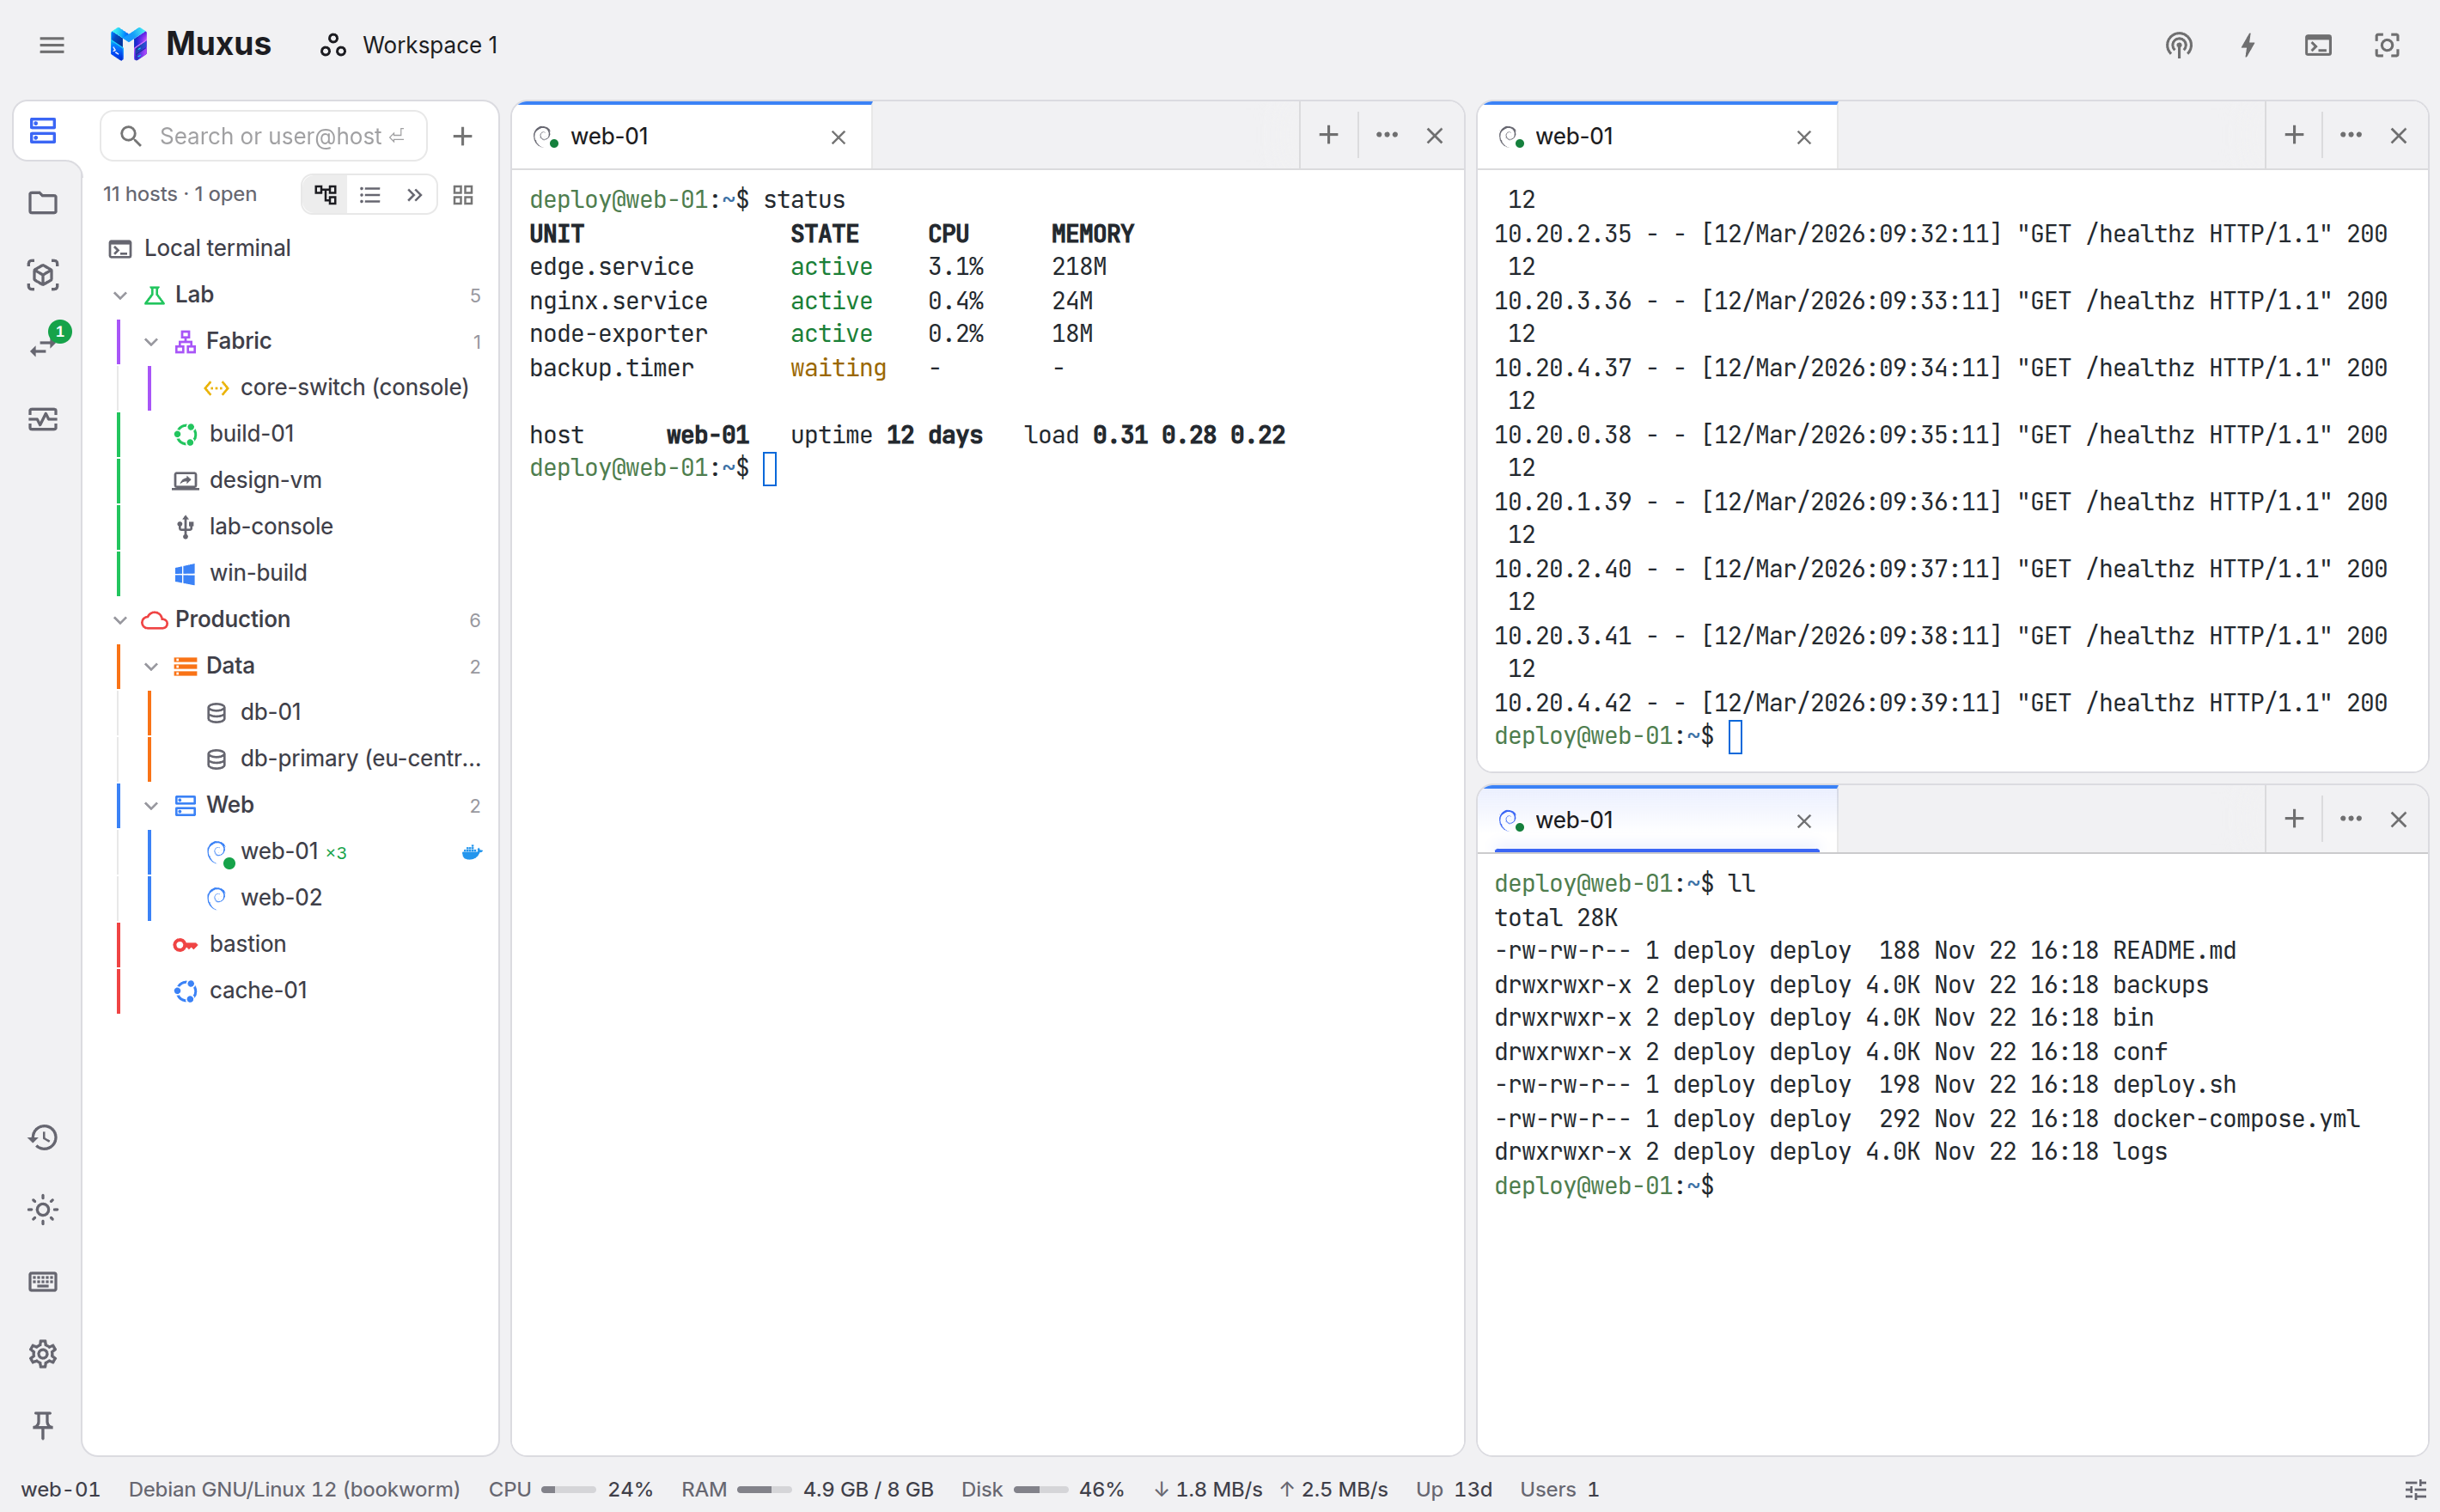 Muxus
Workspace 1
Search or user@host ⏎
11 hosts · 1 open
Local terminal
Lab 5
Fabric 1
core-switch (console)
build-01
design-vm
lab-console
win-build
Production 6
Data 2
db-01
db-primary (eu-centr...
Web 2
web-01 ×3
web-02
bastion
cache-01
1
web-01
deploy@web-01:~$ status
UNIT STATE CPU MEMORY
edge.service active 3.1% 218M
nginx.service active 0.4% 24M
node-exporter active 0.2% 18M
backup.timer waiting - -
host web-01 uptime 12 days load 0.31 0.28 0.22
deploy@web-01:~$
web-01
12
10.20.2.35 - - [12/Mar/2026:09:32:11] "GET /healthz HTTP/1.1" 200
12
10.20.3.36 - - [12/Mar/2026:09:33:11] "GET /healthz HTTP/1.1" 200
12
10.20.4.37 - - [12/Mar/2026:09:34:11] "GET /healthz HTTP/1.1" 200
12
10.20.0.38 - - [12/Mar/2026:09:35:11] "GET /healthz HTTP/1.1" 200
12
10.20.1.39 - - [12/Mar/2026:09:36:11] "GET /healthz HTTP/1.1" 200
12
10.20.2.40 - - [12/Mar/2026:09:37:11] "GET /healthz HTTP/1.1" 200
12
10.20.3.41 - - [12/Mar/2026:09:38:11] "GET /healthz HTTP/1.1" 200
12
10.20.4.42 - - [12/Mar/2026:09:39:11] "GET /healthz HTTP/1.1" 200
deploy@web-01:~$
web-01
deploy@web-01:~$ ll
total 28K
-rw-rw-r-- 1 deploy deploy 188 Nov 22 16:18 README.md
drwxrwxr-x 2 deploy deploy 4.0K Nov 22 16:18 backups
drwxrwxr-x 2 deploy deploy 4.0K Nov 22 16:18 bin
drwxrwxr-x 2 deploy deploy 4.0K Nov 22 16:18 conf
-rw-rw-r-- 1 deploy deploy 198 Nov 22 16:18 deploy.sh
-rw-rw-r-- 1 deploy deploy 292 Nov 22 16:18 docker-compose.yml
drwxrwxr-x 2 deploy deploy 4.0K Nov 22 16:18 logs
deploy@web-01:~$
web-01 Debian GNU/Linux 12 (bookworm) CPU 24% RAM 4.9 GB / 8 GB Disk 46% ↓ 1.8 MB/s ↑ 2.5 MB/s Up 13d Users 1